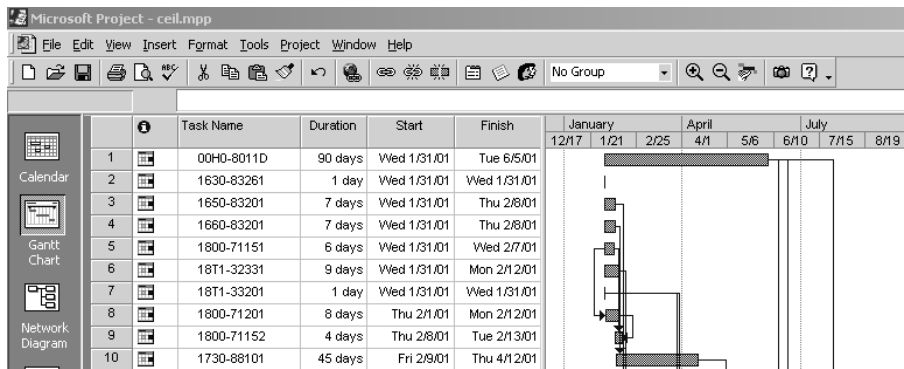 Microsoft Project - ceil.mpp
File Edit View Insert Format Tools Project Window Help
ABC No Group
Task Name Duration Start Finish January April July
12/17 1/21 2/25 4/1 5/6 6/10 7/15 8/19
1 00H0-8011D 90 days Wed 1/31/01 Tue 6/5/01
Calendar
2 1630-83261 1 day Wed 1/31/01 Wed 1/31/01
3 1650-83201 7 days Wed 1/31/01 Thu 2/8/01
4 1660-83201 7 days Wed 1/31/01 Thu 2/8/01
Gantt Chart
5 1800-71151 6 days Wed 1/31/01 Wed 2/7/01
6 18T1-32331 9 days Wed 1/31/01 Mon 2/12/01
7 18T1-33201 1 day Wed 1/31/01 Wed 1/31/01
8 1800-71201 8 days Thu 2/1/01 Mon 2/12/01
Network Diagram
9 1800-71152 4 days Thu 2/8/01 Tue 2/13/01
10 1730-88101 45 days Fri 2/9/01 Thu 4/12/01